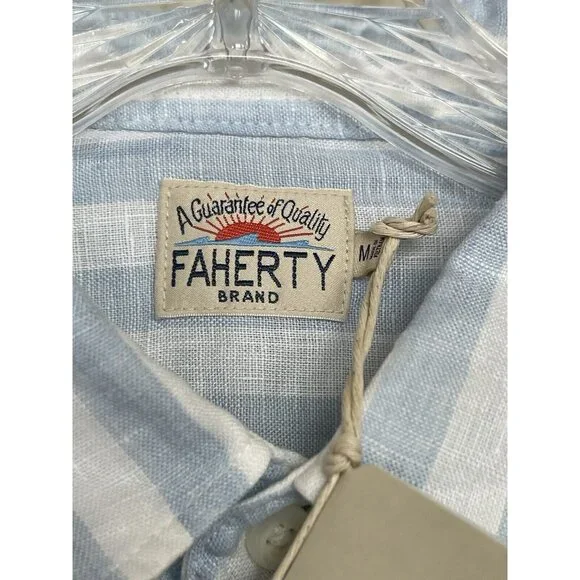 A Guarantee of Quality
FAHERTY
BRAND
M